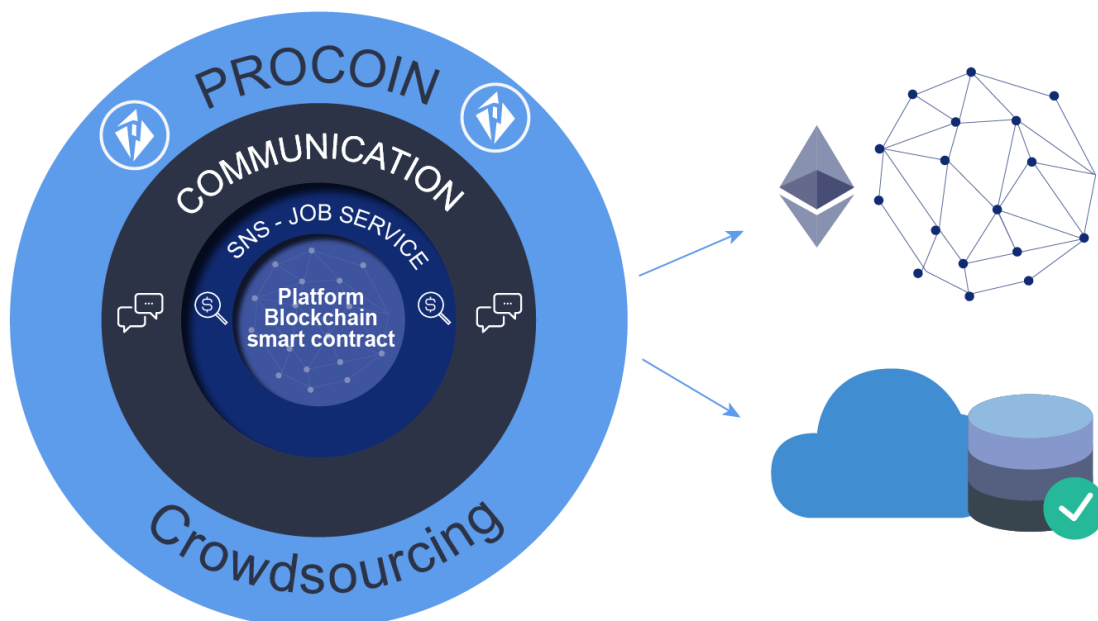 PROCOIN
COMMUNICATION
SNS - JOB SERVICE
Platform
Blockchain
smart contract
Crowdsourcing